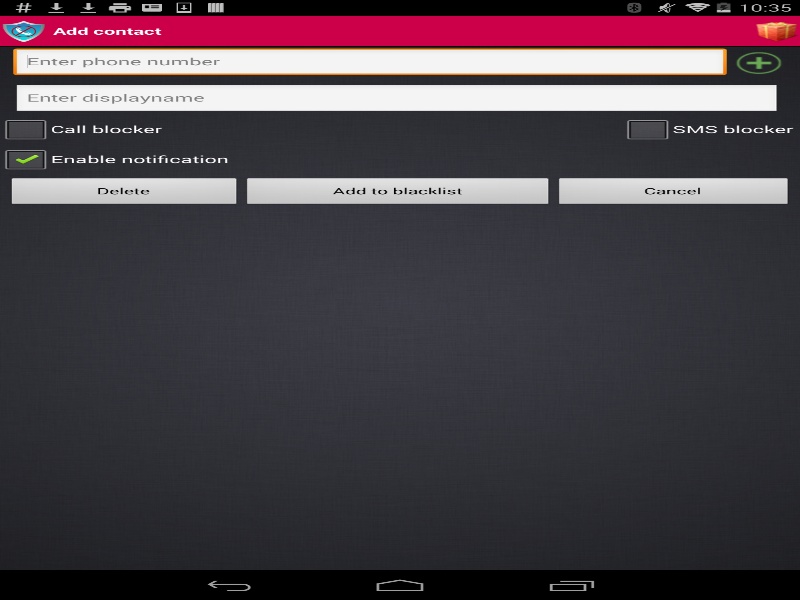 # 10:35
Add contact
Enter phone number
Enter displayname
Call blocker SMS blocker
Enable notification
Delete Add to blacklist Cancel